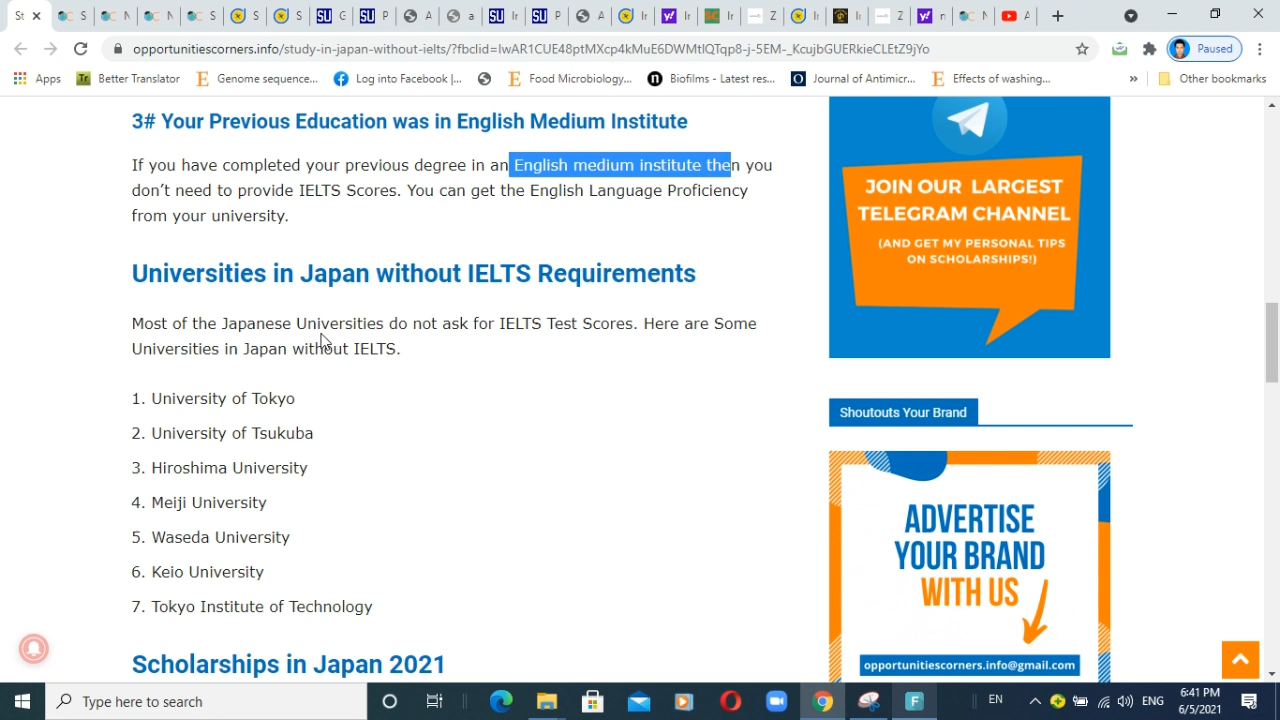 St
S
N
N
S
S
S
G
P
A
a
Ir
P
A
Ir
Ir
Ir
Z
Ir
Ir
Z
n
N
A
opportunitiescorners.info/study-in-japan-without-ielts/?fbclid=IwAR1CUE48ptMXcp4kMuE6DWMtIQTqp8-j-5EM-_KcujbGUERkieCLEtZ9jYo
Paused
Apps
Better Translator
Genome sequence...
Log into Facebook |...
Food Microbiology...
Biofilms - Latest res...
Journal of Antimicr...
Effects of washing...
»
Other bookmarks
3# Your Previous Education was in English Medium Institute
If you have completed your previous degree in an English medium institute then you
don’t need to provide IELTS Scores. You can get the English Language Proficiency
from your university.
Universities in Japan without IELTS Requirements
Most of the Japanese Universities do not ask for IELTS Test Scores. Here are Some
Universities in Japan without IELTS.
1. University of Tokyo
2. University of Tsukuba
3. Hiroshima University
4. Meiji University
5. Waseda University
6. Keio University
7. Tokyo Institute of Technology
Scholarships in Japan 2021
JOIN OUR LARGEST
TELEGRAM CHANNEL
(AND GET MY PERSONAL TIPS
ON SCHOLARSHIPS!)
Shoutouts Your Brand
ADVERTISE
YOUR BRAND
WITH US
opportunitiescorners.info@gmail.com
Type here to search
EN
ENG
6:41 PM
6/5/2021